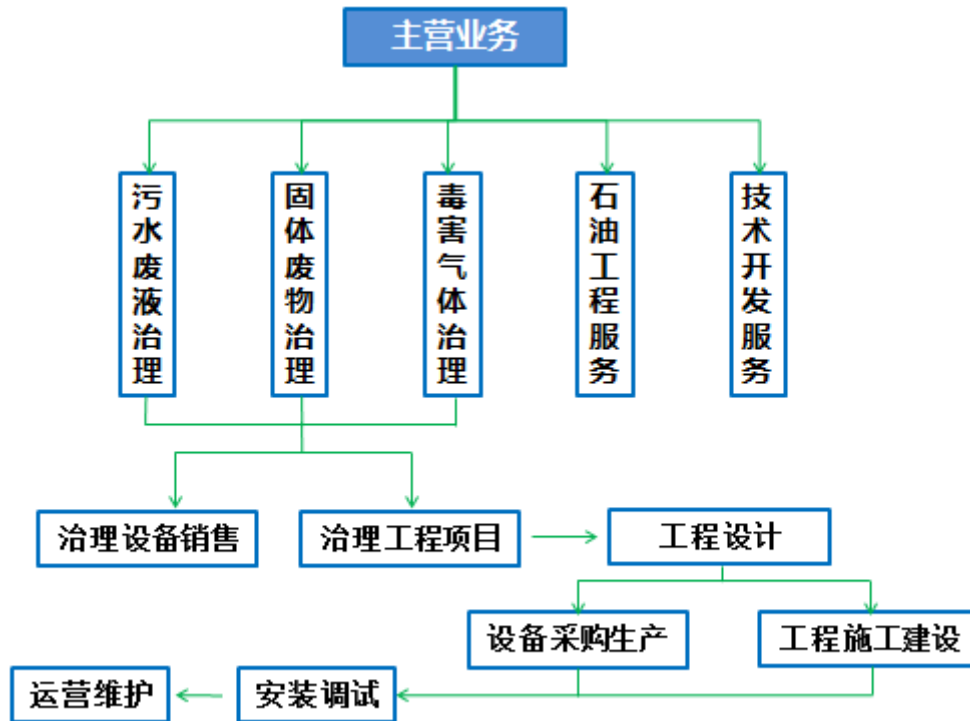 主营业务
污水废液治理
固体废物治理
毒害气体治理
石油工程服务
技术开发服务
治理设备销售
治理工程项目
工程设计
设备采购生产
工程施工建设
运营维护
安装调试